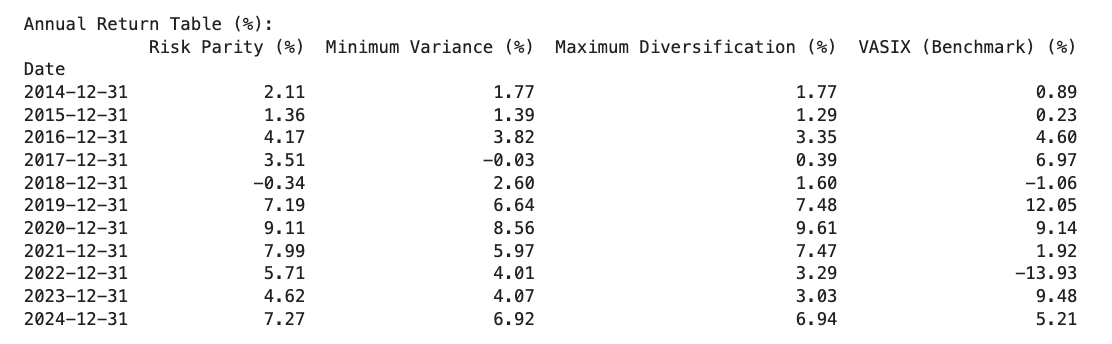 Annual Return Table (%):
Risk Parity (%) Minimum Variance (%) Maximum Diversification (%) VASIX (Benchmark) (%)
Date
2014-12-31 2.11 1.77 1.77 0.89
2015-12-31 1.36 1.39 1.29 0.23
2016-12-31 4.17 3.82 3.35 4.60
2017-12-31 3.51 -0.03 0.39 6.97
2018-12-31 -0.34 2.60 1.60 -1.06
2019-12-31 7.19 6.64 7.48 12.05
2020-12-31 9.11 8.56 9.61 9.14
2021-12-31 7.99 5.97 7.47 1.92
2022-12-31 5.71 4.01 3.29 -13.93
2023-12-31 4.62 4.07 3.03 9.48
2024-12-31 7.27 6.92 6.94 5.21